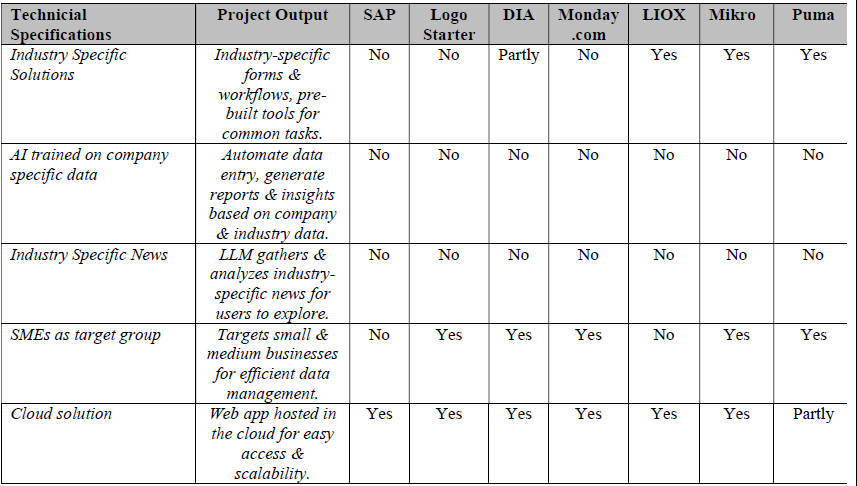 Technicial Specifications | Project Output | SAP | Logo Starter | DIA | Monday .com | LIOX | Mikro | Puma
Industry Specific Solutions | Industry-specific forms & workflows, pre-built tools for common tasks. | No | No | Partly | No | Yes | Yes | Yes
AI trained on company specific data | Automate data entry, generate reports & insights based on company & industry data. | No | No | No | No | No | No | No
Industry Specific News | LLM gathers & analyzes industry-specific news for users to explore. | No | No | No | No | No | No | No
SMEs as target group | Targets small & medium businesses for efficient data management. | No | Yes | Yes | Yes | No | Yes | Yes
Cloud solution | Web app hosted in the cloud for easy access & scalability. | Yes | Yes | Yes | Yes | Yes | Yes | Partly